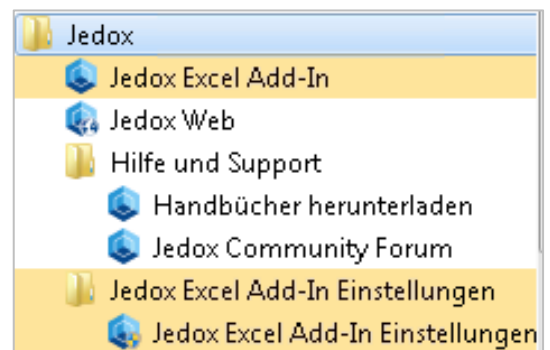 Jedox
Jedox Excel Add-In
Jedox Web
Hilfe und Support
Handbücher herunterladen
Jedox Community Forum
Jedox Excel Add-In Einstellungen
Jedox Excel Add-In Einstellungen